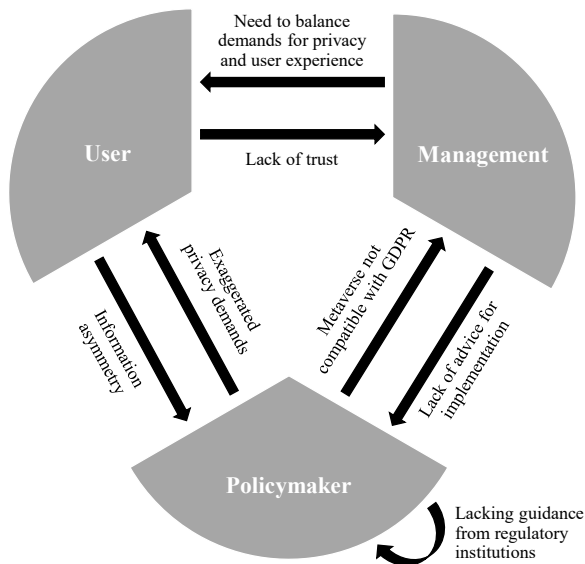 Need to balance
demands for privacy
and user experience
User
Management
Lack of trust
Information
asymmetry
Exaggerated
privacy demands
Metaverse not
compatible with GDPR
Lack of advice for
implementation
Policymaker
Lacking guidance
from regulatory
institutions